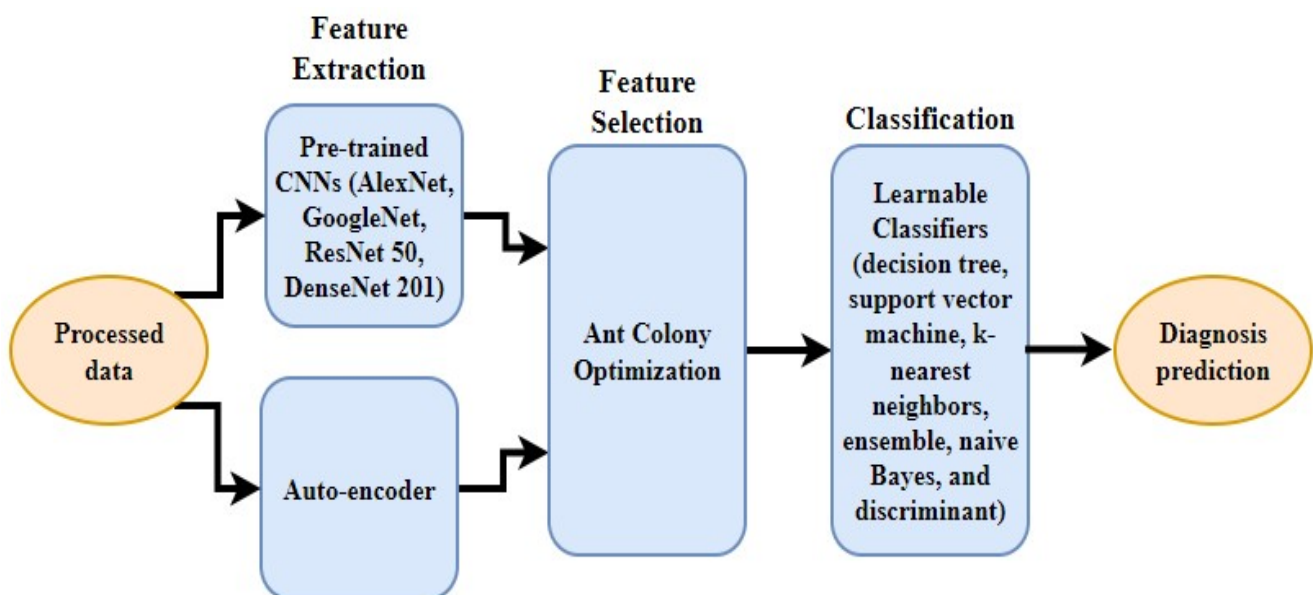 Feature
Extraction
Pre-trained
CNNs (AlexNet,
GoogleNet,
ResNet 50,
DenseNet 201)
Processed
data
Auto-encoder
Feature
Selection
Ant Colony
Optimization
Classification
Learnable
Classifiers
(decision tree,
support vector
machine, k-
nearest
neighbors,
ensemble, naive
Bayes, and
discriminant)
Diagnosis
prediction